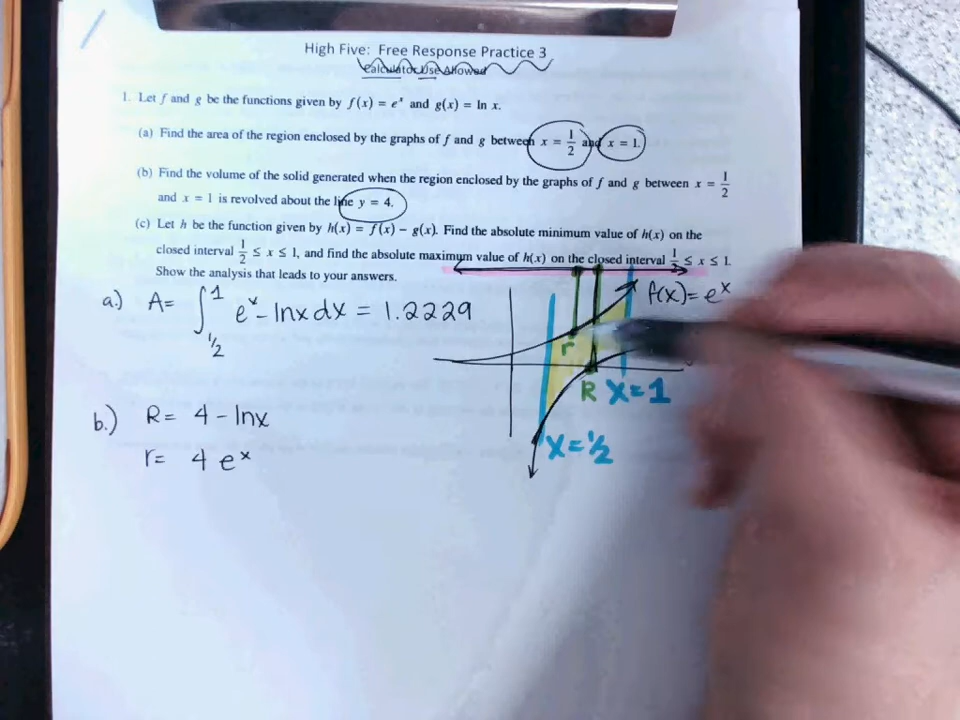 High Five: Free Response Practice 3
Calculator Use Allowed
1. Let f and g be the functions given by f(x) = eˣ and g(x) = ln x.
(a) Find the area of the region enclosed by the graphs of f and g between x = 1/2 and x = 1.
(b) Find the volume of the solid generated when the region enclosed by the graphs of f and g between x = 1/2
and x = 1 is revolved about the line y = 4.
(c) Let h be the function given by h(x) = f(x) − g(x). Find the absolute minimum value of h(x) on the
closed interval 1/2 ≤ x ≤ 1, and find the absolute maximum value of h(x) on the closed interval 1/2 ≤ x ≤ 1.
Show the analysis that leads to your answers.
a.) A= ∫₁/₂¹ eˣ - lnx dx = 1.2229
f(x) = eˣ
r
R X=1
X=½
b.) R= 4 - lnx
r= 4 eˣ